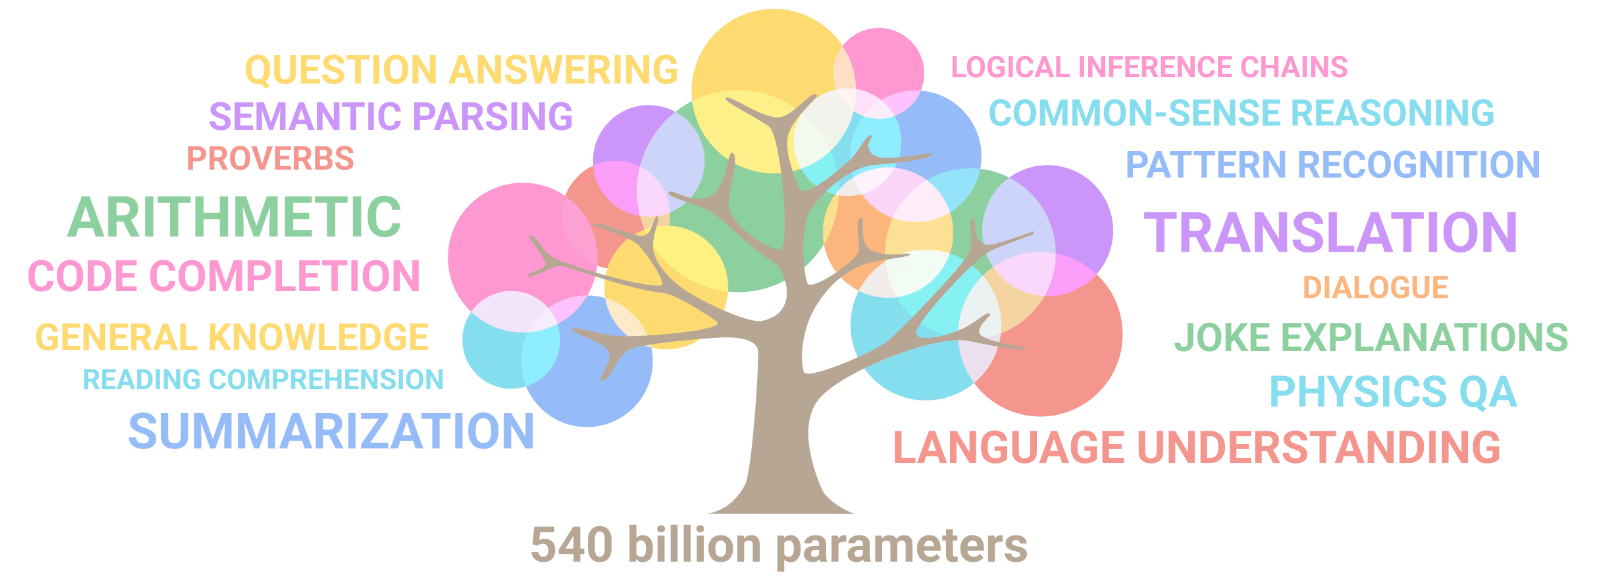 QUESTION ANSWERING
SEMANTIC PARSING
PROVERBS
ARITHMETIC
CODE COMPLETION
GENERAL KNOWLEDGE
READING COMPREHENSION
SUMMARIZATION
LOGICAL INFERENCE CHAINS
COMMON-SENSE REASONING
PATTERN RECOGNITION
TRANSLATION
DIALOGUE
JOKE EXPLANATIONS
PHYSICS QA
LANGUAGE UNDERSTANDING
540 billion parameters